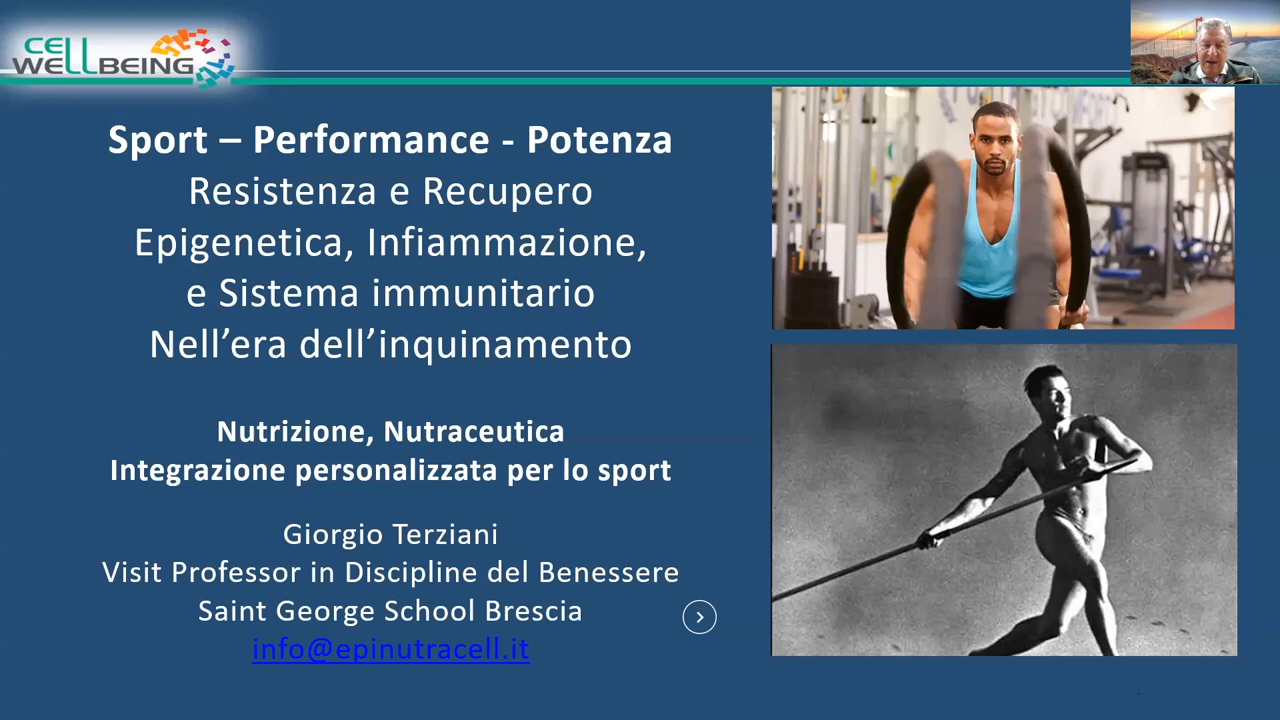 CELL
WELLBEING
Sport – Performance - Potenza
Resistenza e Recupero
Epigenetica, Infiammazione,
e Sistema immunitario
Nell’era dell’inquinamento
Nutrizione, Nutraceutica
Integrazione personalizzata per lo sport
Giorgio Terziani
Visit Professor in Discipline del Benessere
Saint George School Brescia
info@epinutracell.it